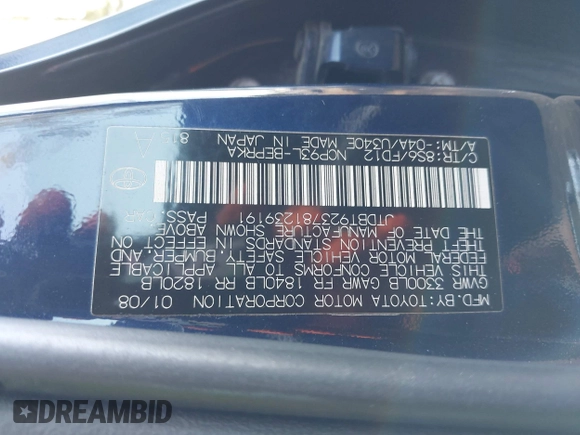 MFD.BY:TOYOTA MOTOR CORPORATION 01/08
GVWR 3300LB GAWR FR 1840LB RR 1820LB
THIS VEHICLE CONFORMS TO ALL APPLICABLE
FEDERAL MOTOR VEHICLE SAFETY, BUMPER, AND
THEFT PREVENTION STANDARDS IN EFFECT ON
THE DATE OF MANUFACTURE SHOWN ABOVE.
JTDBT923781239191 PASS.CAR
C/TR:8S6/FD12 NCP93L-BEPRKA
A/TM:-04A/U340E MADE IN JAPAN
DREAMBID